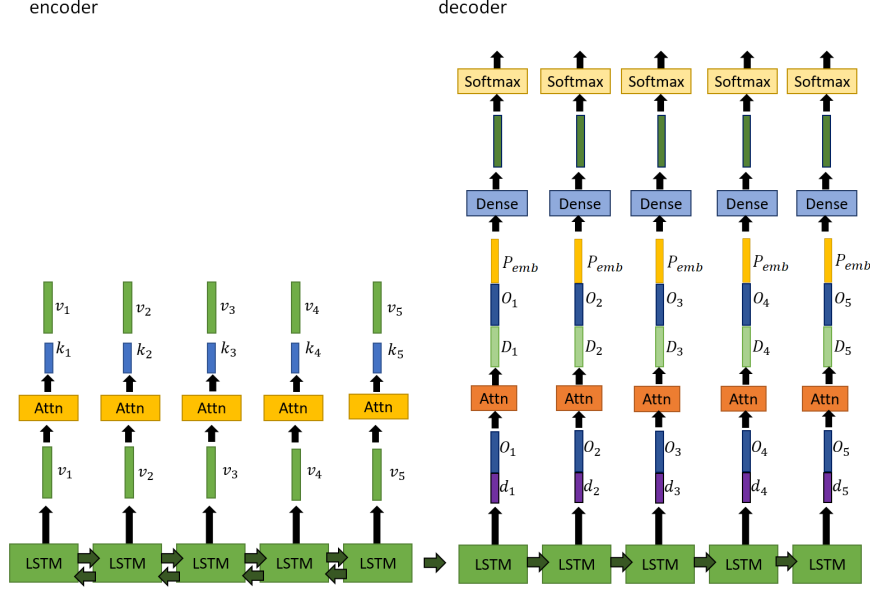 encoder
decoder
Softmax Softmax Softmax Softmax Softmax
Dense Dense Dense Dense Dense
P_emb P_emb P_emb P_emb P_emb
v_1 v_2 v_3 v_4 v_5
O_1 O_2 O_3 O_4 O_5
k_1 k_2 k_3 k_4 k_5
D_1 D_2 D_3 D_4 D_5
Attn Attn Attn Attn Attn
Attn Attn Attn Attn Attn
v_1 v_2 v_3 v_4 v_5
O_1 O_2 O_3 O_4 O_5
d_1 d_2 d_3 d_4 d_5
LSTM LSTM LSTM LSTM LSTM
LSTM LSTM LSTM LSTM LSTM